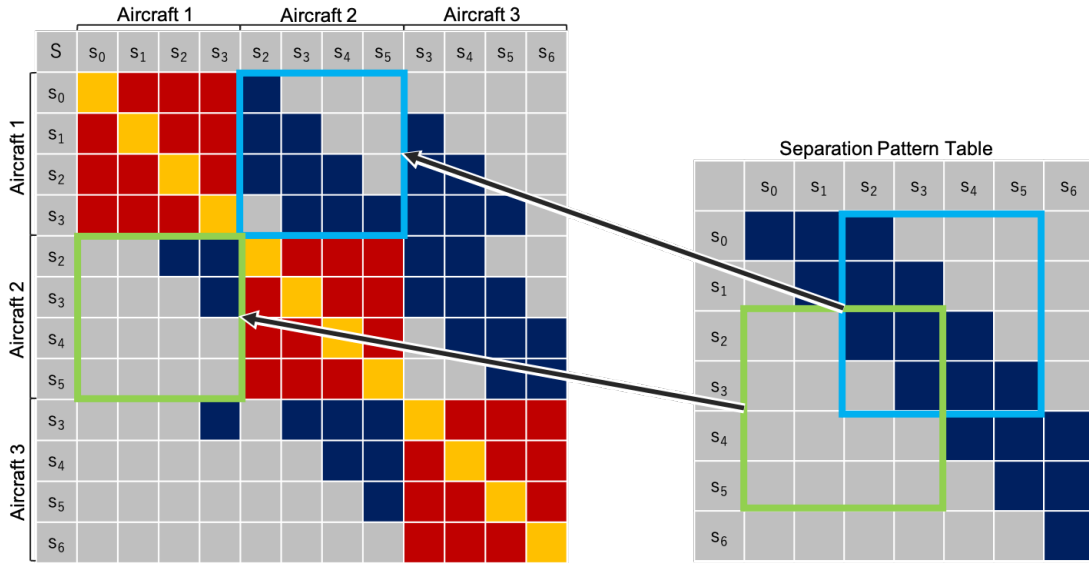 Aircraft 1 Aircraft 2 Aircraft 3
S s₀ s₁ s₂ s₃ s₂ s₃ s₄ s₅ s₃ s₄ s₅ s₆
Aircraft 1
s₀
s₁
s₂
s₃
Aircraft 2
s₂
s₃
s₄
s₅
Aircraft 3
s₃
s₄
s₅
s₆
Separation Pattern Table
s₀ s₁ s₂ s₃ s₄ s₅ s₆
s₀
s₁
s₂
s₃
s₄
s₅
s₆